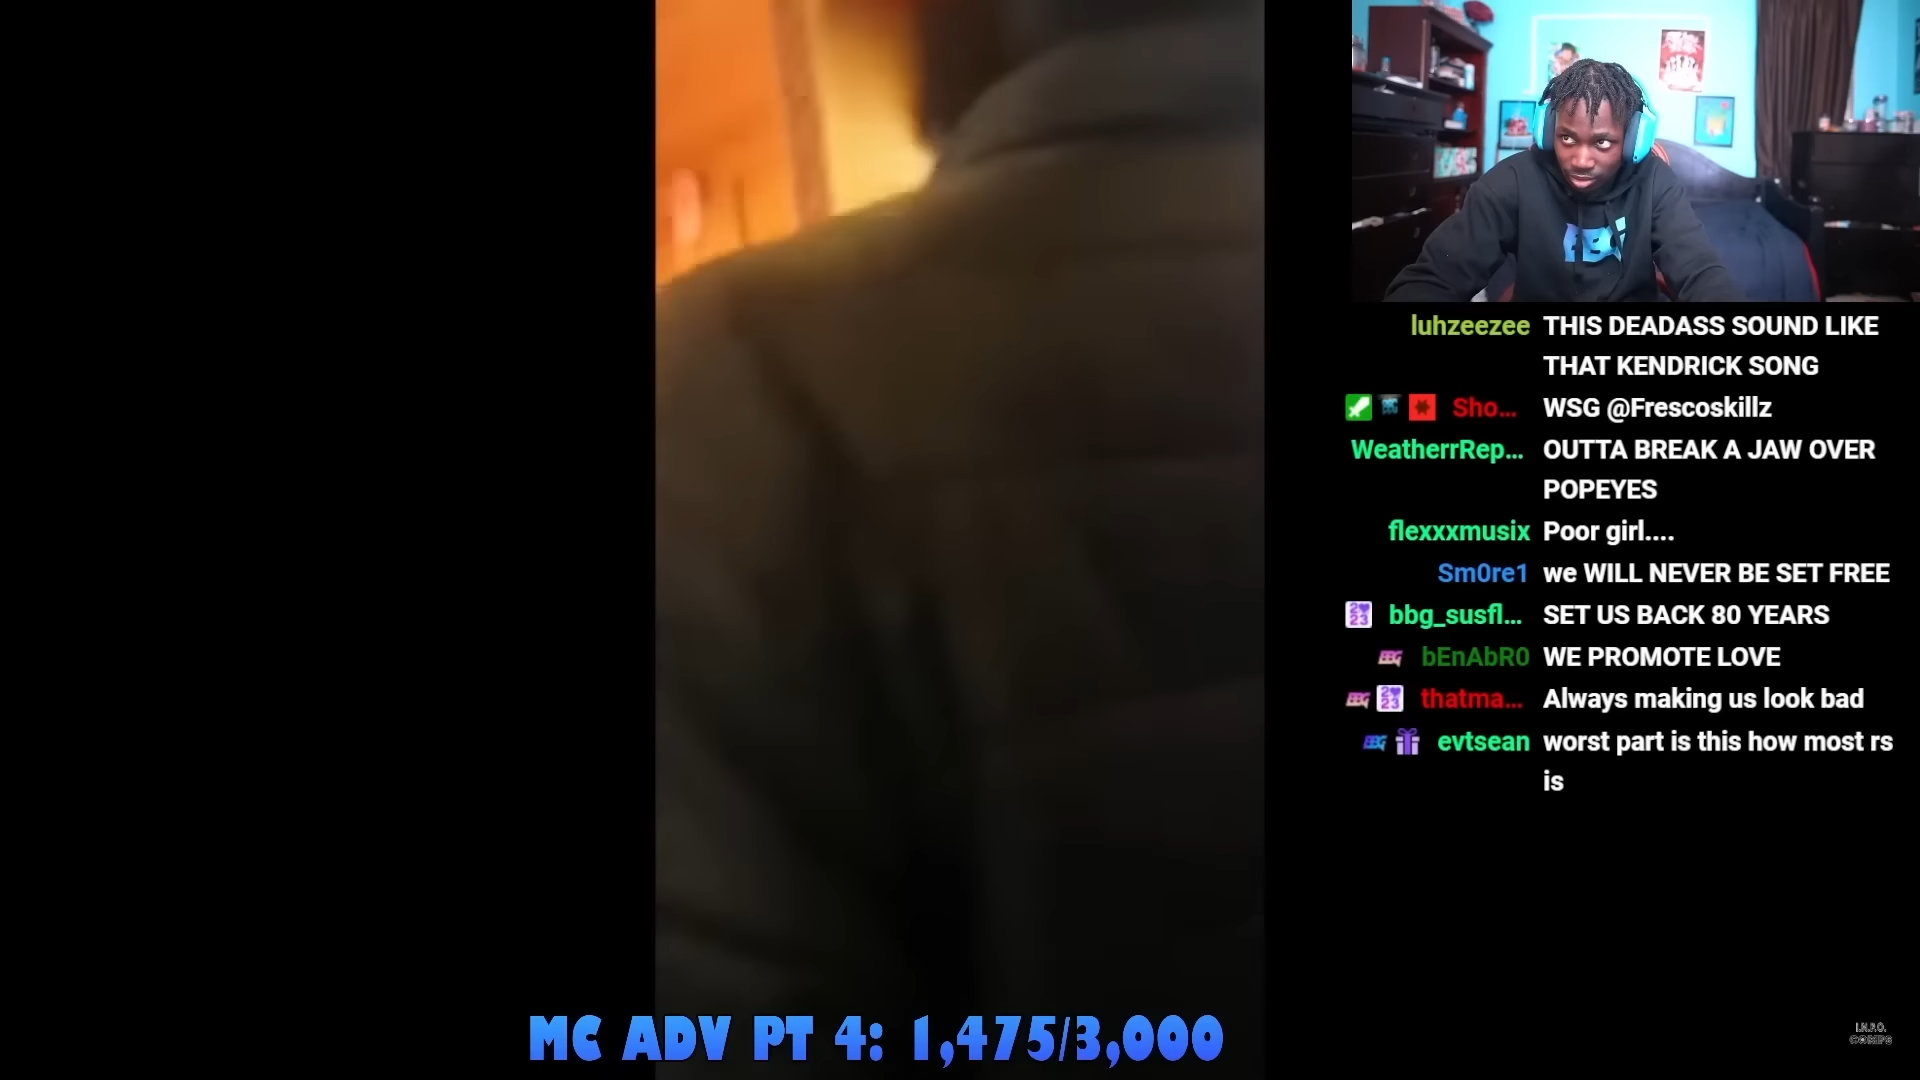 BBG
luhzeezee THIS DEADASS SOUND LIKE
THAT KENDRICK SONG
Sho... WSG @Frescoskillz
WeatherrRep... OUTTA BREAK A JAW OVER
POPEYES
flexxxmusix Poor girl....
Sm0re1 we WILL NEVER BE SET FREE
bbg_susfl... SET US BACK 80 YEARS
bEnAbR0 WE PROMOTE LOVE
thatma... Always making us look bad
evtsean worst part is this how most rs
is
MC ADV PT 4: 1,475/3,000